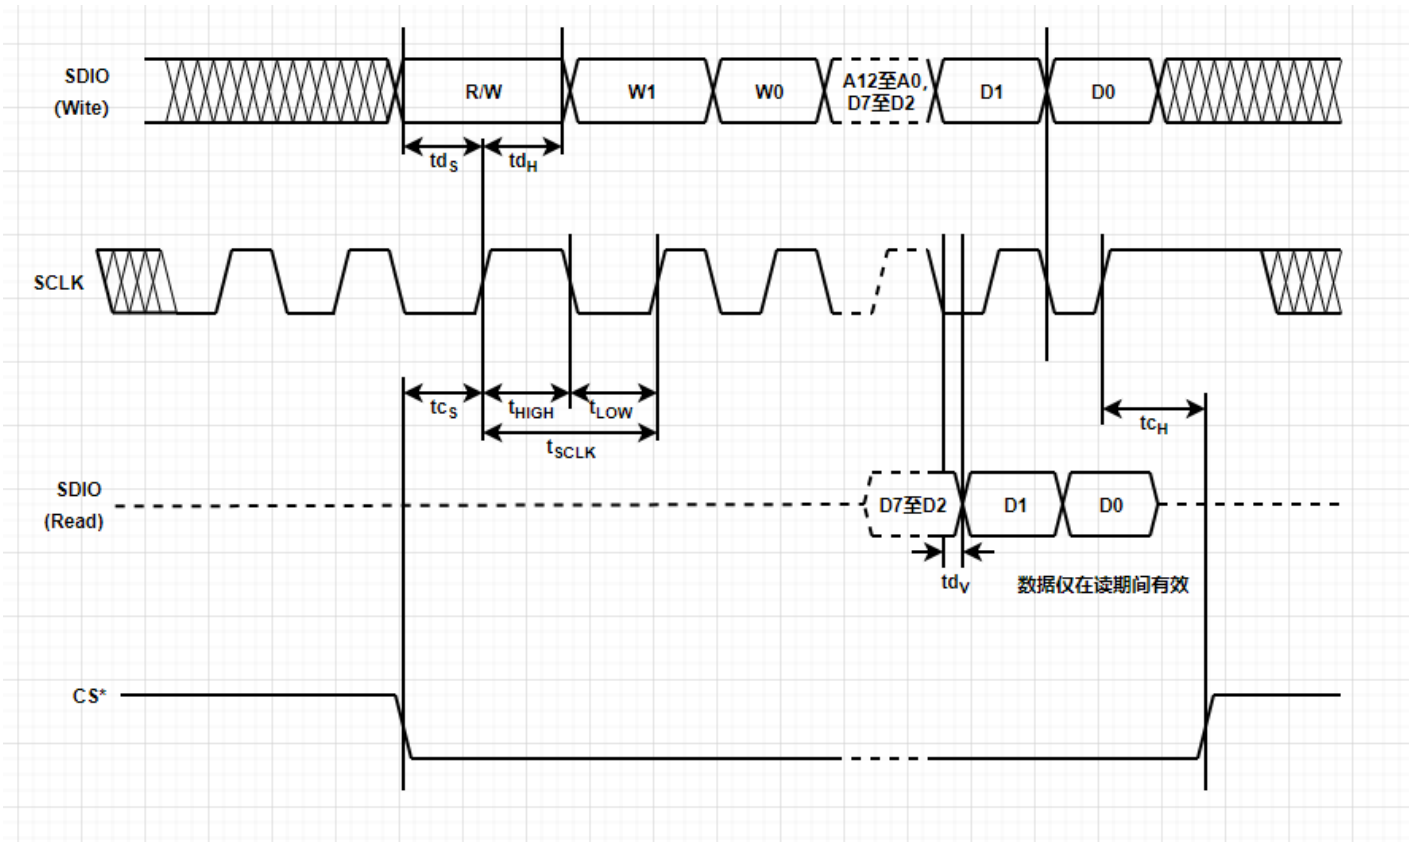 SDIO
(Wite)
R/W
W1
W0
A12至A0,
D7至D2
D1
D0
tdS
tdH
SCLK
tcS
tHIGH
tLOW
tSCLK
tcH
SDIO
(Read)
D7至D2
D1
D0
tdV
数据仅在读期间有效
CS*